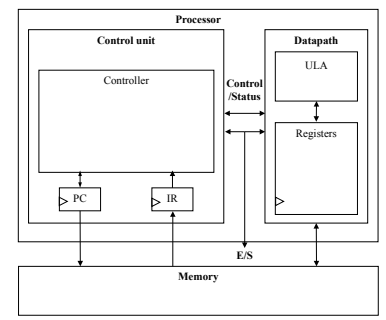 Processor
Control unit
Datapath
Controller
Control
/Status
ULA
Registers
PC
IR
E/S
Memory